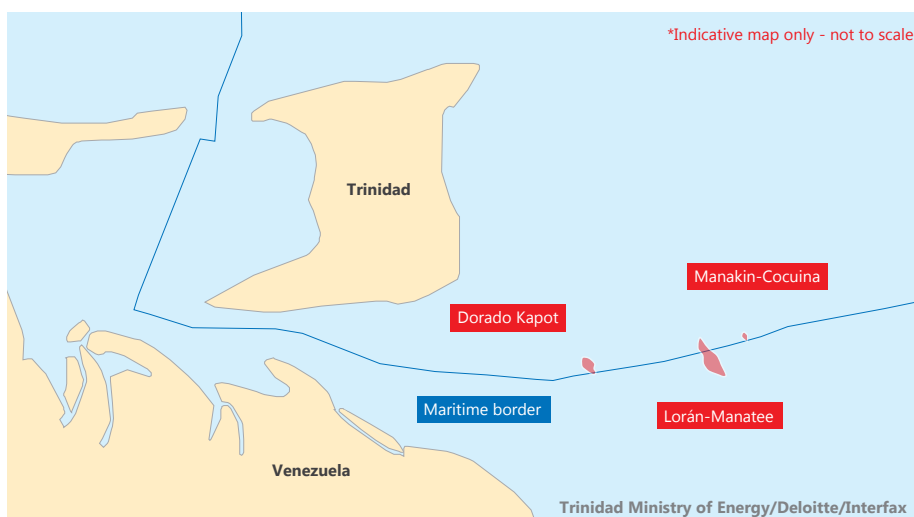 *Indicative map only - not to scale
Trinidad
Manakin-Cocuina
Dorado Kapot
Maritime border
Lorán-Manatee
Venezuela
Trinidad Ministry of Energy/Deloitte/Interfax